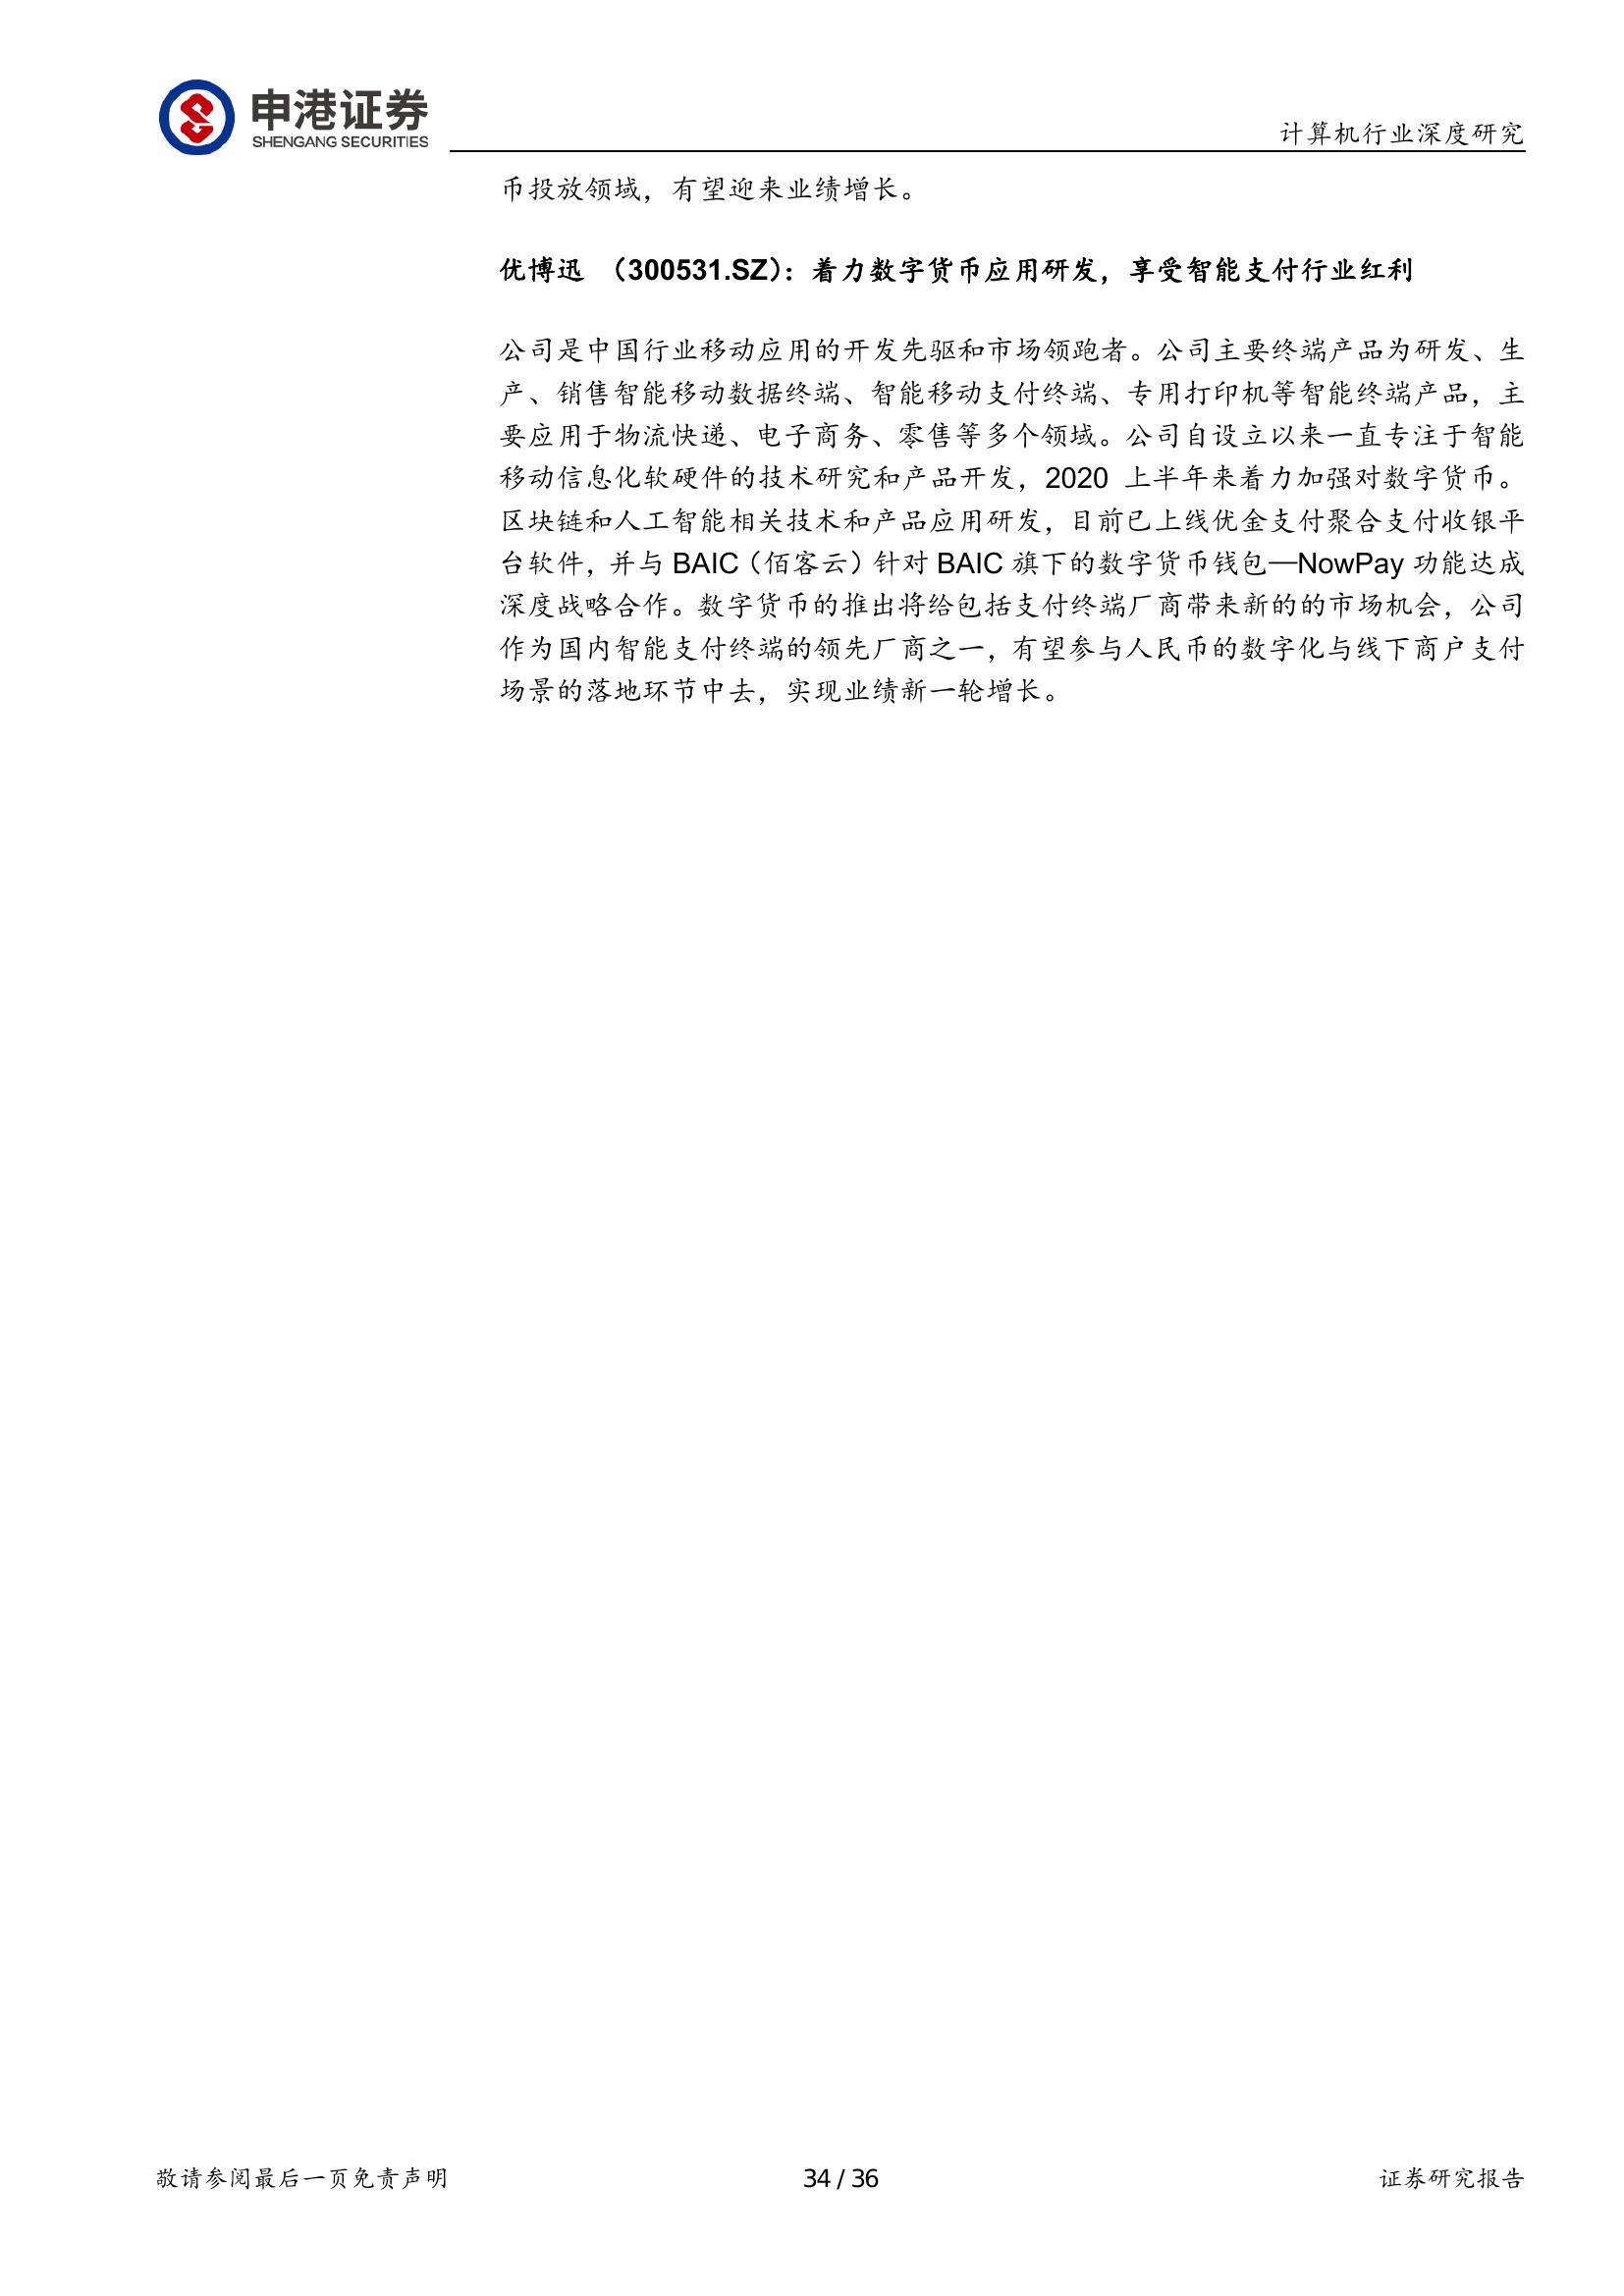 申港证券
SHENGANG SECURITIES
计算机行业深度研究
币投放领域，有望迎来业绩增长。
优博迅 （300531.SZ）：着力数字货币应用研发，享受智能支付行业红利
公司是中国行业移动应用的开发先驱和市场领跑者。公司主要终端产品为研发、生
产、销售智能移动数据终端、智能移动支付终端、专用打印机等智能终端产品，主
要应用于物流快递、电子商务、零售等多个领域。公司自设立以来一直专注于智能
移动信息化软硬件的技术研究和产品开发，2020 上半年来着力加强对数字货币。
区块链和人工智能相关技术和产品应用研发，目前已上线优金支付聚合支付收银平
台软件，并与 BAIC（佰客云）针对 BAIC 旗下的数字货币钱包—NowPay 功能达成
深度战略合作。数字货币的推出将给包括支付终端厂商带来新的的市场机会，公司
作为国内智能支付终端的领先厂商之一，有望参与人民币的数字化与线下商户支付
场景的落地环节中去，实现业绩新一轮增长。
敬请参阅最后一页免责声明
34 / 36
证券研究报告